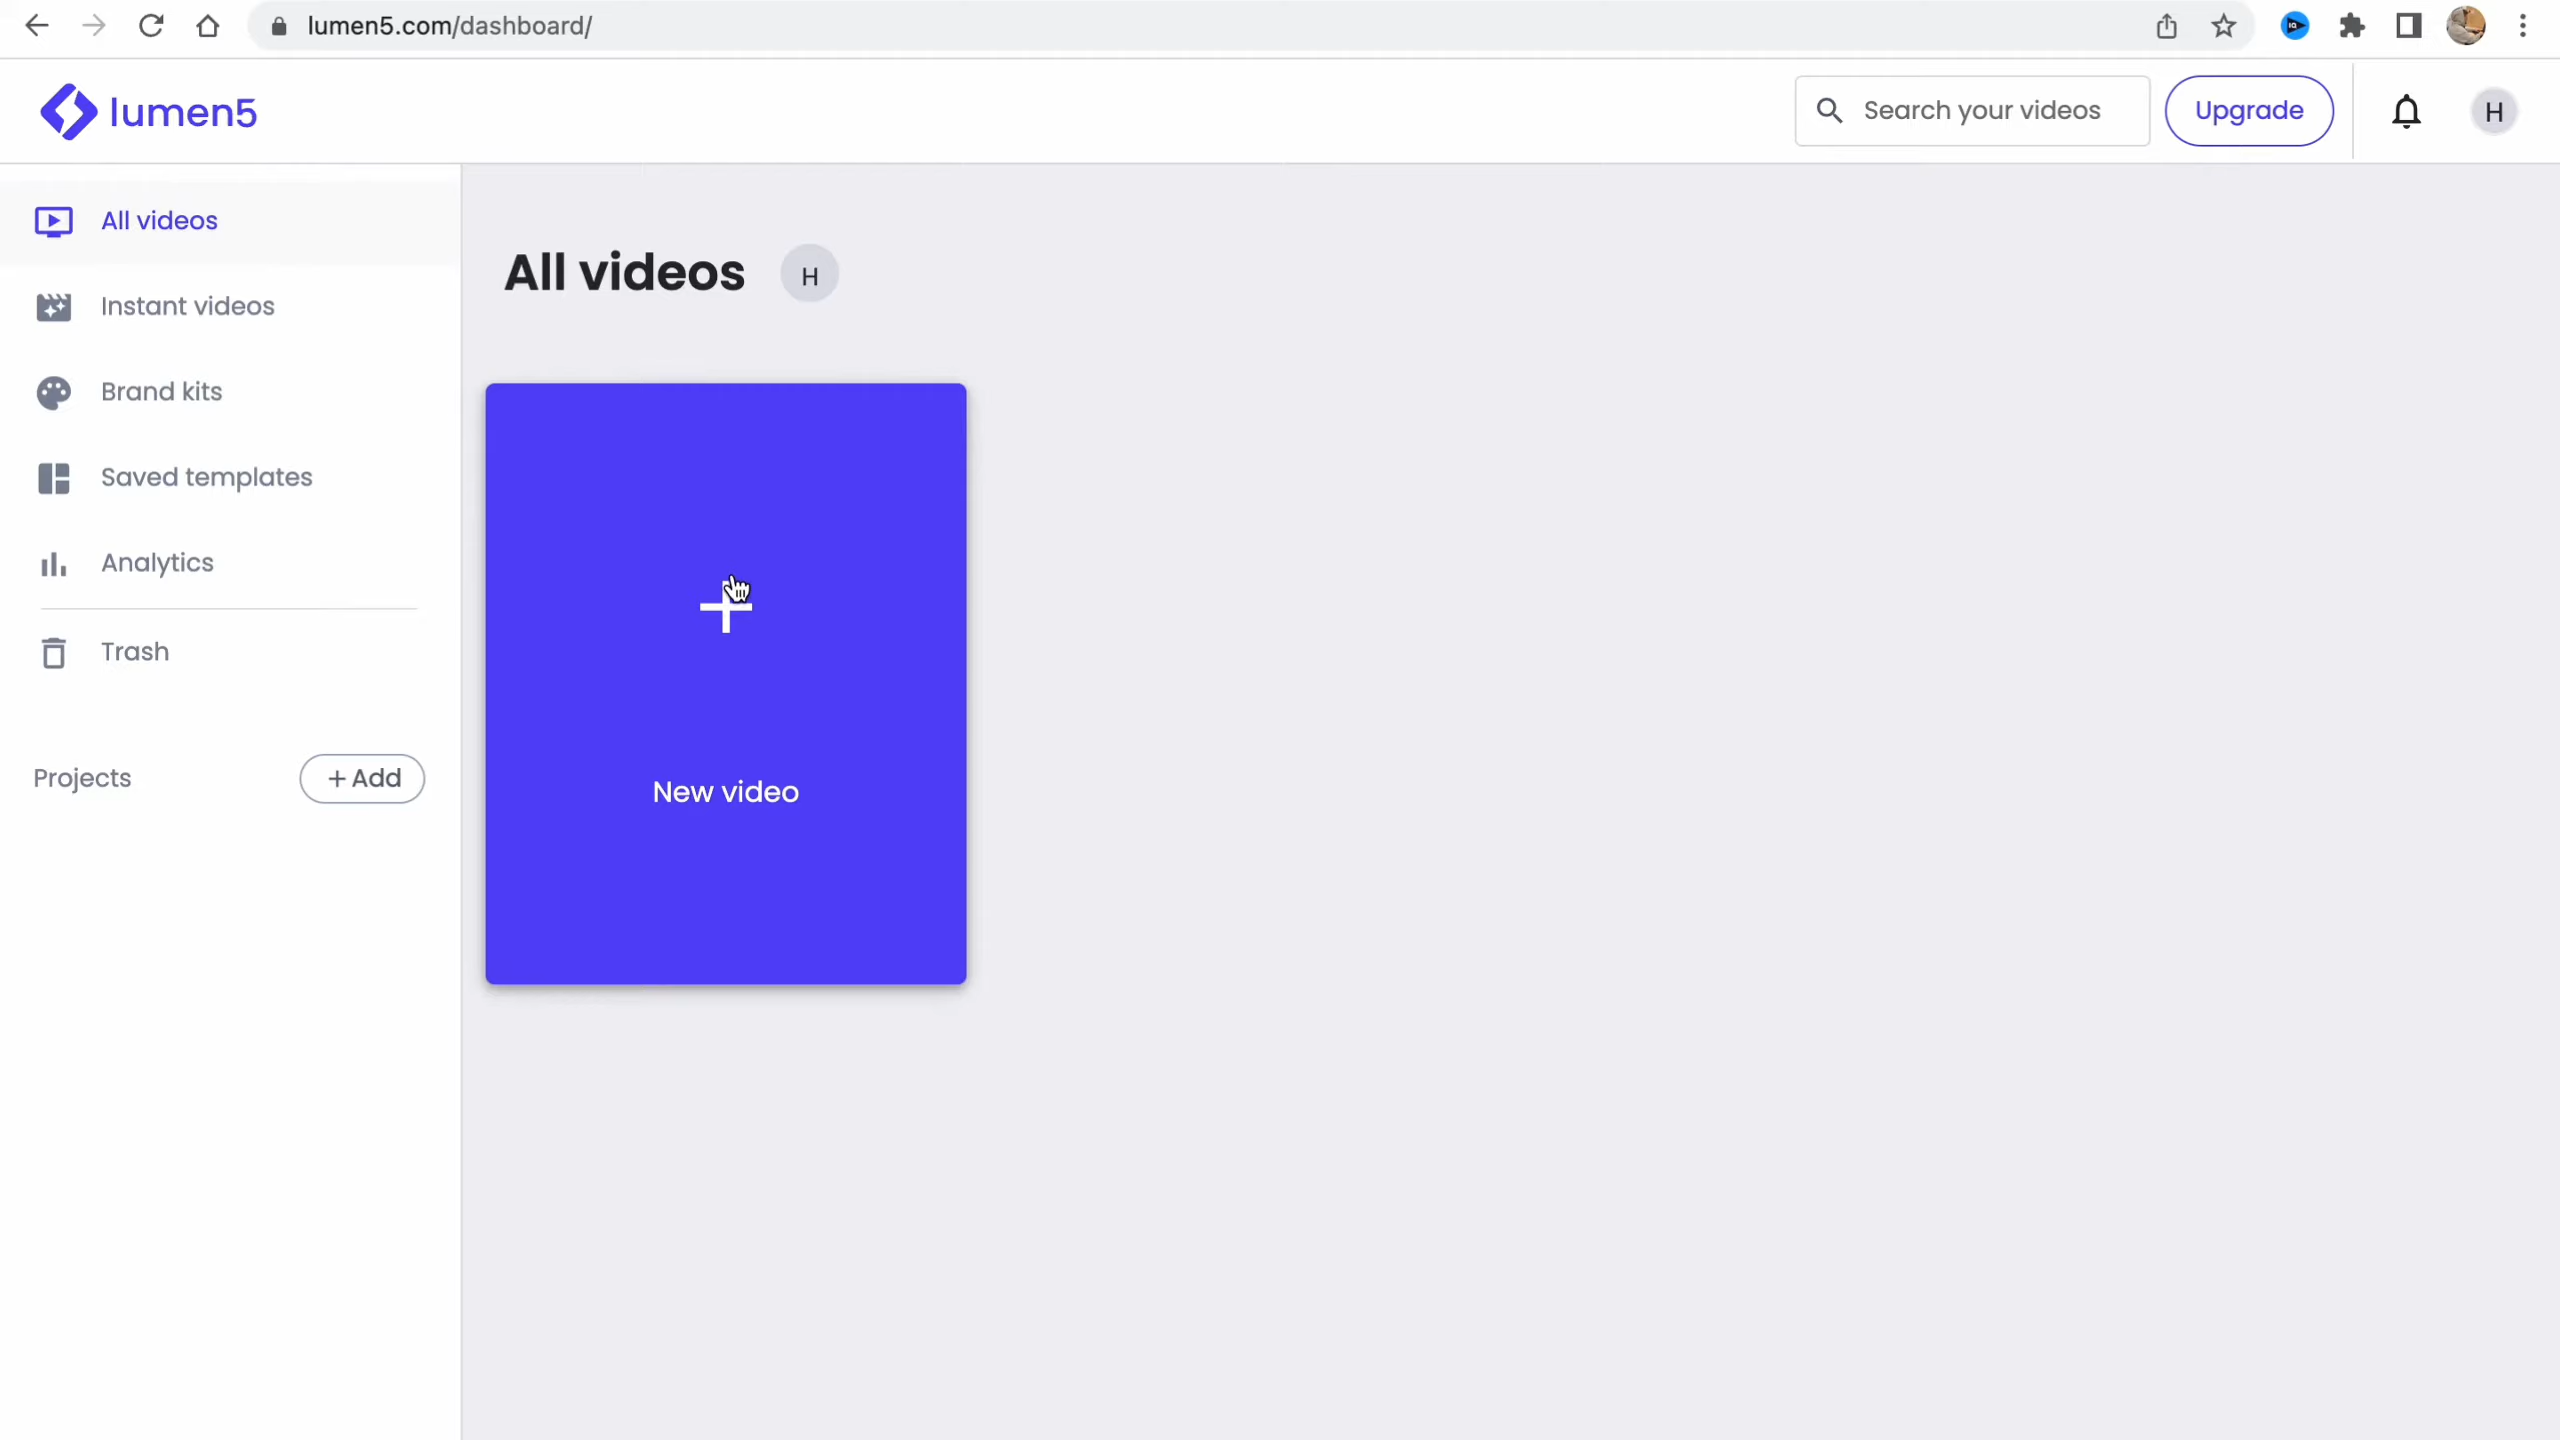 lumen5.com/dashboard/
lumen5
Search your videos
Upgrade
H
All videos
Instant videos
Brand kits
Saved templates
Analytics
Trash
Projects
+ Add
All videos
H
New video